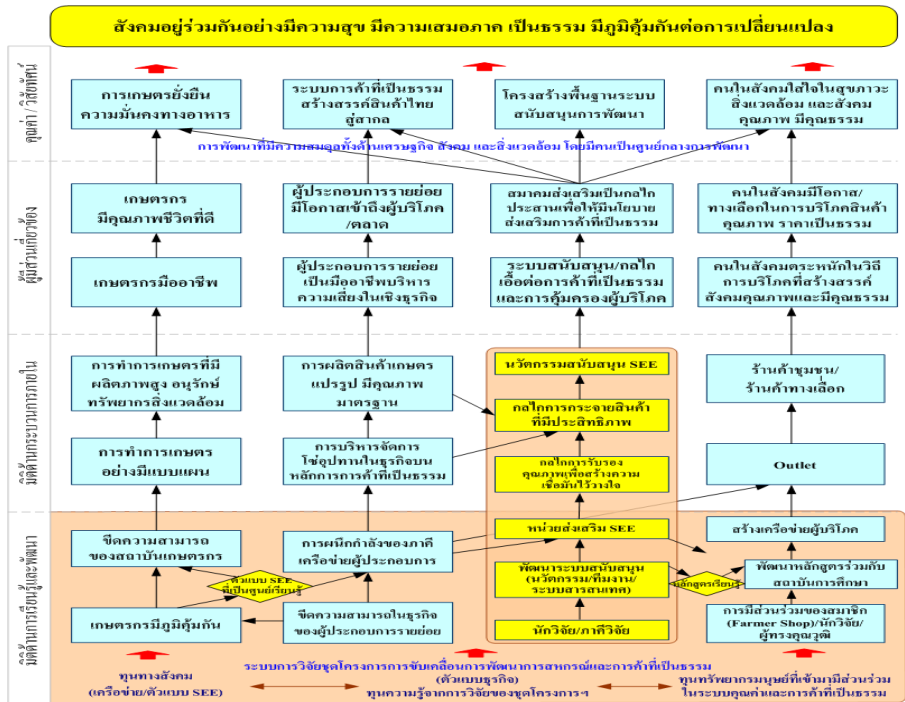 สังคมอยู่ร่วมกันอย่างมีความสุข มีความเสมอภาค เป็นธรรม มีภูมิคุ้มกันต่อการเปลี่ยนแปลง
คุณค่า / วิสัยทัศน์
การเกษตรยั่งยืน
ความมั่นคงทางอาหาร
ระบบการค้าที่เป็นธรรม
สร้างสรรค์สินค้าไทย
สู่สากล
โครงสร้างพื้นฐานระบบ
สนับสนุนการพัฒนา
คนในสังคมใส่ใจในสุขภาวะ
สิ่งแวดล้อม และสังคม
คุณภาพ มีคุณธรรม
การพัฒนาที่มีความสมดุลทั้งด้านเศรษฐกิจ สังคม และสิ่งแวดล้อม โดยมีคนเป็นศูนย์กลางการพัฒนา
ผู้มีส่วนเกี่ยวข้อง
เกษตรกร
มีคุณภาพชีวิตที่ดี
ผู้ประกอบการรายย่อย
มีโอกาสเข้าถึงผู้บริโภค
/ตลาด
สมาคมส่งเสริมเป็นกลไก
ประสานเพื่อให้มีนโยบาย
ส่งเสริมการค้าที่เป็นธรรม
คนในสังคมมีโอกาส/
ทางเลือกในการบริโภคสินค้า
คุณภาพ ราคาเป็นธรรม
เกษตรกรมืออาชีพ
ผู้ประกอบการรายย่อย
เป็นมืออาชีพบริหาร
ความเสี่ยงในเชิงธุรกิจ
ระบบสนับสนุน/กลไก
เอื้อต่อการค้าที่เป็นธรรม
และการคุ้มครองผู้บริโภค
คนในสังคมตระหนักในวิถี
การบริโภคที่สร้างสรรค์
สังคมคุณภาพและมีคุณธรรม
มิติด้านกระบวนการภายใน
การทำการเกษตรที่มี
ผลิตภาพสูง อนุรักษ์
ทรัพยากรสิ่งแวดล้อม
การผลิตสินค้าเกษตร
แปรรูป มีคุณภาพ
มาตรฐาน
นวัตกรรมสนับสนุน SEE
ร้านค้าชุมชน/
ร้านค้าทางเลือก
กลไกการกระจายสินค้า
ที่มีประสิทธิภาพ
การทำการเกษตร
อย่างมีแบบแผน
การบริหารจัดการ
โซ่อุปทานในธุรกิจบน
หลักการการค้าที่เป็นธรรม
กลไกการรับรอง
คุณภาพเพื่อสร้างความ
เชื่อมั่นไว้วางใจ
Outlet
มิติด้านการเรียนรู้และพัฒนา
ขีดความสามารถ
ของสถาบันเกษตรกร
การผนึกกำลังของภาคี
เครือข่ายผู้ประกอบการ
หน่วยส่งเสริม SEE
สร้างเครือข่ายผู้บริโภค
ตัวแบบ SEE
ที่เป็นศูนย์เรียนรู้
พัฒนาระบบสนับสนุน
(นวัตกรรม/ทีมงาน/
ระบบสารสนเทศ)
หลักสูตรเรียนรู้
พัฒนาหลักสูตรร่วมกับ
สถาบันการศึกษา
เกษตรกรมีภูมิคุ้มกัน
ขีดความสามารถในธุรกิจ
ของผู้ประกอบการรายย่อย
นักวิจัย/ภาคีวิจัย
การมีส่วนร่วมของสมาชิก
(Farmer Shop)/นักวิจัย/
ผู้ทรงคุณวุฒิ
ระบบการวิจัยชุดโครงการการขับเคลื่อนการพัฒนาการสหกรณ์และการค้าที่เป็นธรรม
ทุนทางสังคม
(เครือข่าย/ตัวแบบ SEE)
(ตัวแบบธุรกิจ)
ทุนความรู้จากการวิจัยของชุดโครงการฯ
ทุนทรัพยากรมนุษย์ที่เข้ามามีส่วนร่วม
ในระบบคุณค่าและการค้าที่เป็นธรรม